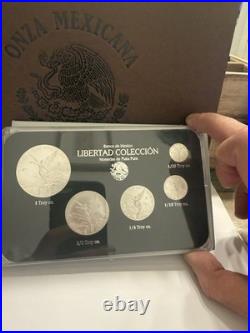 ONZA MEXICANA
Banco de Mexico
LIBERTAD COLECCIÓN
Monedas de Plata Pura
1/20 Troy oz.
1/10 Troy oz.
1/4 Troy oz.
1/2 Troy oz.
1 Troy oz.